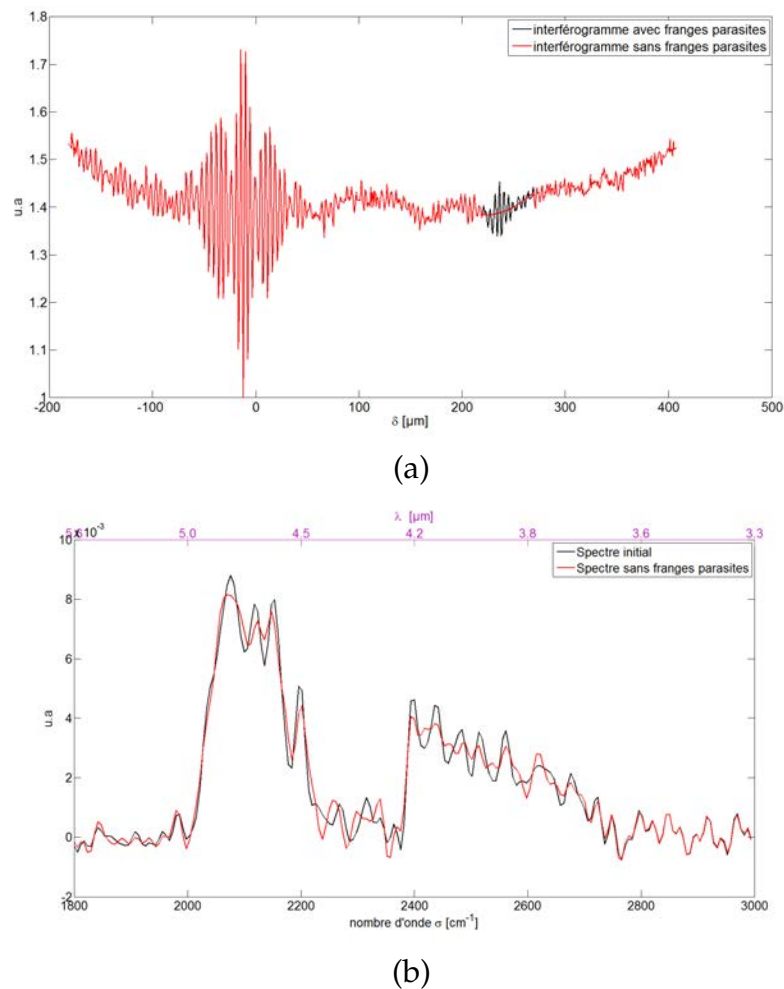 1.8
1.7
1.6
1.5
1.4
1.3
1.2
1.1
1
u.a
interférogramme avec franges parasites
interférogramme sans franges parasites
-200 -100 0 100 200 300 400 500
δ [µm]
(a)
λ [µm]
5.0 4.5 4.2 3.8 3.6 3.3
10
x 10⁻³
8
6
4
2
0
-2
u.a
Spectre initial
Spectre sans franges parasites
1800 2000 2200 2400 2600 2800 3000
nombre d'onde σ [cm⁻¹]
(b)